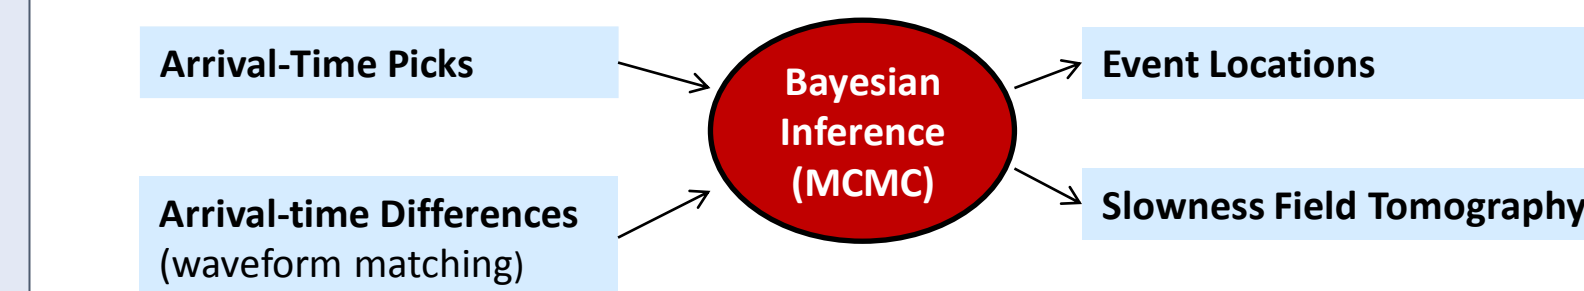 Arrival-Time Picks
Arrival-time Differences
(waveform matching)
Bayesian
Inference
(MCMC)
Event Locations
Slowness Field Tomography